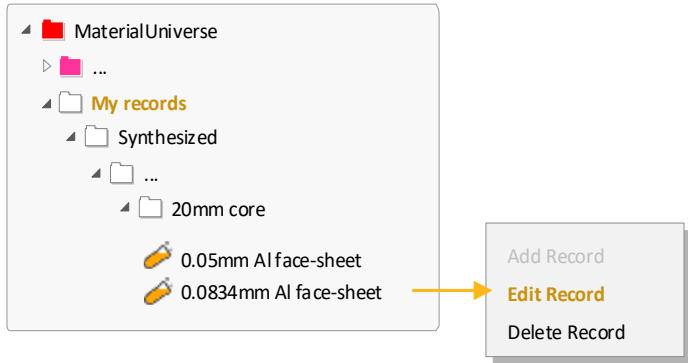 MaterialUniverse
...
My records
Synthesized
...
20mm core
0.05mm Al face-sheet
0.0834mm Al face-sheet
Add Record
Edit Record
Delete Record